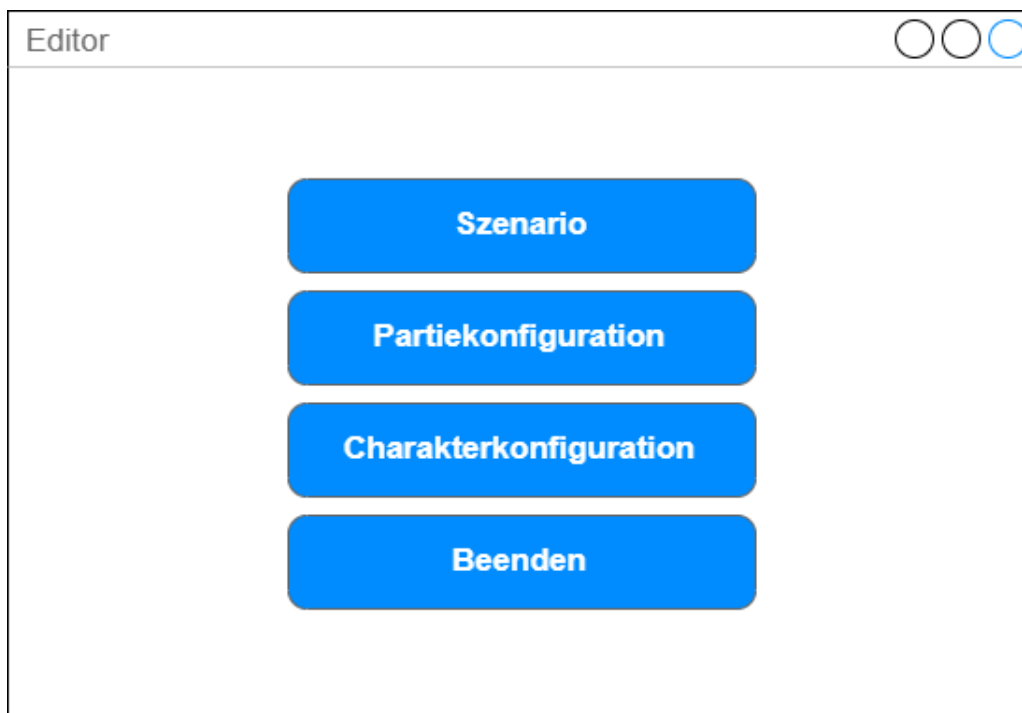 Editor
Szenario
Partiekonfiguration
Charakterkonfiguration
Beenden